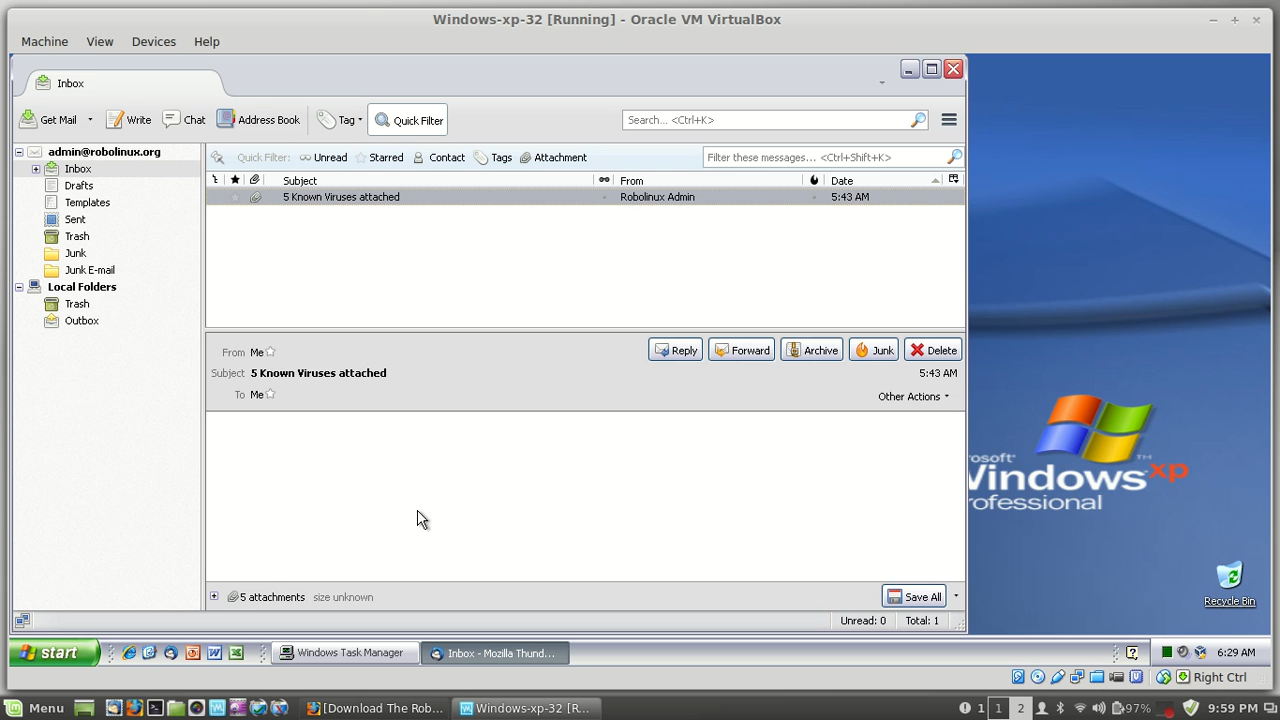 Windows-xp-32 [Running] - Oracle VM VirtualBox
Machine View Devices Help
Inbox
Get Mail Write Chat Address Book Tag Quick Filter Search... <Ctrl+K>
admin@robolinux.org
Inbox
Drafts
Templates
Sent
Trash
Junk
Junk E-mail
Local Folders
Trash
Outbox
Quick Filter: Unread Starred Contact Tags Attachment Filter these messages... <Ctrl+Shift+K>
Subject From Date
5 Known Viruses attached Robolinux Admin 5:43 AM
From Me Reply Forward Archive Junk Delete
Subject 5 Known Viruses attached 5:43 AM
To Me Other Actions
5 attachments size unknown Save All
Unread: 0 Total: 1
osoft
Windows xp
rofessional
Recycle Bin
start Windows Task Manager Inbox - Mozilla Thund... 6:29 AM
Right Ctrl
Menu [Download The Rob... Windows-xp-32 [R... 1 1 2 97% 9:59 PM